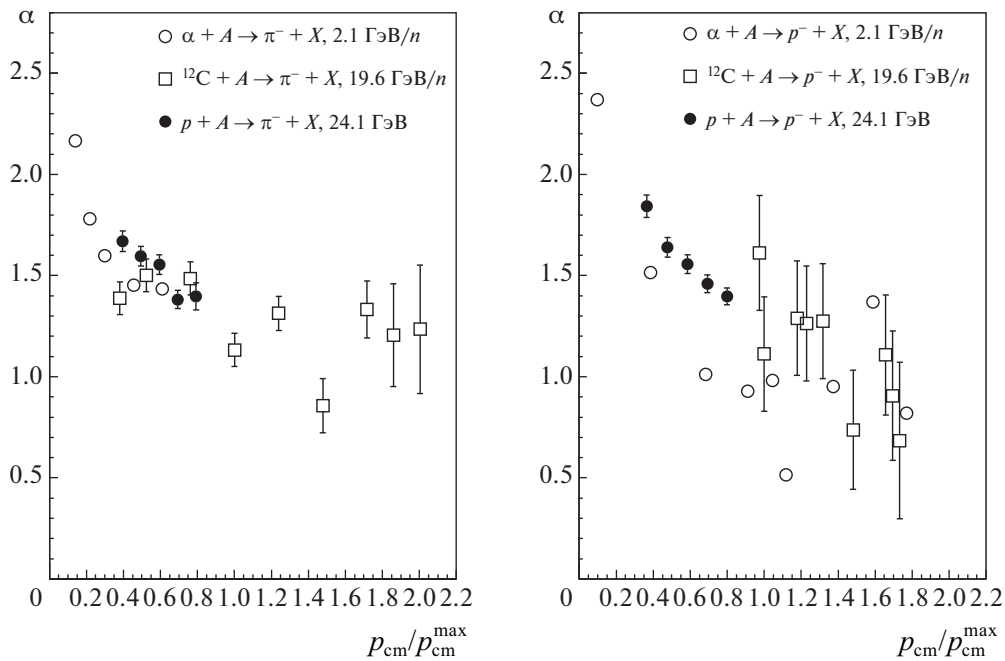 α
α + A → π⁻ + X, 2.1 ГэВ/n
¹²C + A → π⁻ + X, 19.6 ГэВ/n
p + A → π⁻ + X, 24.1 ГэВ
2.5
2.0
1.5
1.0
0.5
0 0.2 0.4 0.6 0.8 1.0 1.2 1.4 1.6 1.8 2.0 2.2
p_cm/p_cm^max
α
α + A → p⁻ + X, 2.1 ГэВ/n
¹²C + A → p⁻ + X, 19.6 ГэВ/n
p + A → p⁻ + X, 24.1 ГэВ
2.5
2.0
1.5
1.0
0.5
0 0.2 0.4 0.6 0.8 1.0 1.2 1.4 1.6 1.8 2.0 2.2
p_cm/p_cm^max